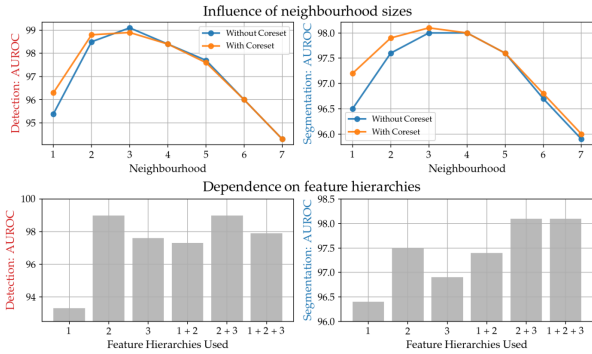 Influence of neighbourhood sizes
Detection: AUROC
99
98
97
96
95
Without Coreset
With Coreset
1 2 3 4 5 6 7
Neighbourhood
Segmentation: AUROC
98.0
97.5
97.0
96.5
96.0
Without Coreset
With Coreset
1 2 3 4 5 6 7
Neighbourhood
Dependence on feature hierarchies
Detection: AUROC
100
98
96
94
1 2 3 1 + 2 2 + 3 1 + 2 + 3
Feature Hierarchies Used
Segmentation: AUROC
98.5
98.0
97.5
97.0
96.5
96.0
1 2 3 1 + 2 2 + 3 1 + 2 + 3
Feature Hierarchies Used